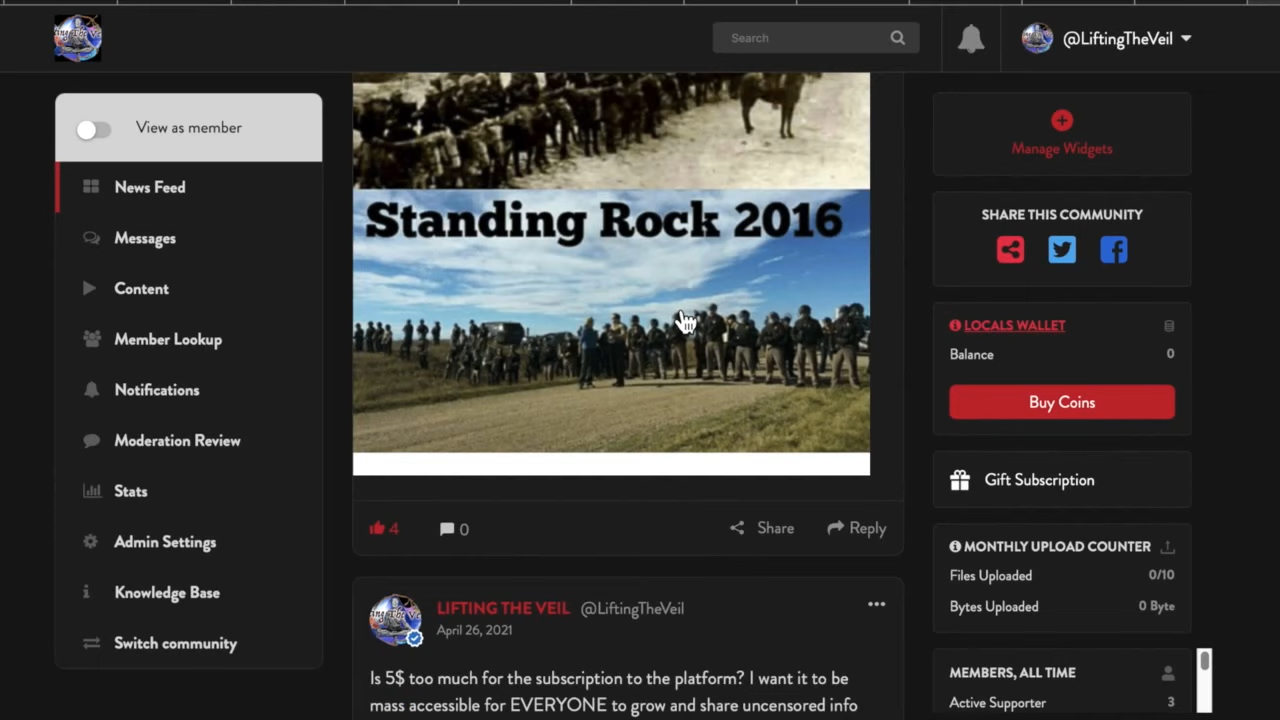 Search
@LiftingTheVeil
View as member
News Feed
Messages
Content
Member Lookup
Notifications
Moderation Review
Stats
Admin Settings
Knowledge Base
Switch community
Standing Rock 2016
4
0
Share
Reply
LIFTING THE VEIL @LiftingTheVeil
April 26, 2021
Is 5$ too much for the subscription to the platform? I want it to be
mass accessible for EVERYONE to grow and share uncensored info
Manage Widgets
SHARE THIS COMMUNITY
LOCALS WALLET
Balance 0
Buy Coins
Gift Subscription
MONTHLY UPLOAD COUNTER
Files Uploaded 0/10
Bytes Uploaded 0 Byte
MEMBERS, ALL TIME
Active Supporter 3